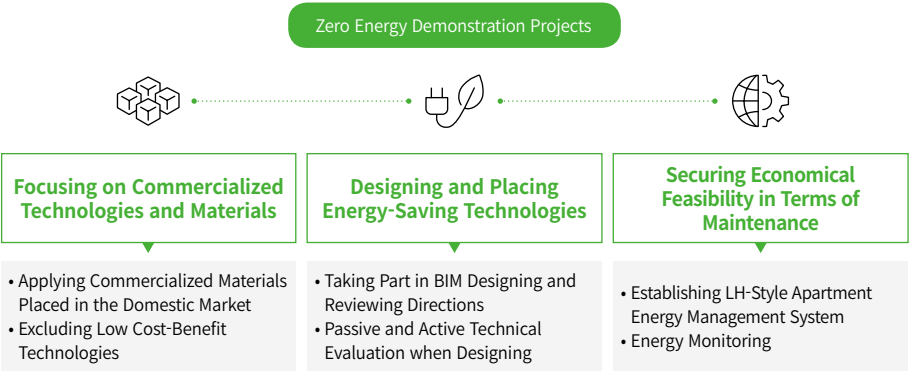 Zero Energy Demonstration Projects
Focusing on Commercialized
Technologies and Materials
• Applying Commercialized Materials
Placed in the Domestic Market
• Excluding Low Cost-Benefit
Technologies
Designing and Placing
Energy-Saving Technologies
• Taking Part in BIM Designing and
Reviewing Directions
• Passive and Active Technical
Evaluation when Designing
Securing Economical
Feasibility in Terms of
Maintenance
• Establishing LH-Style Apartment
Energy Management System
• Energy Monitoring